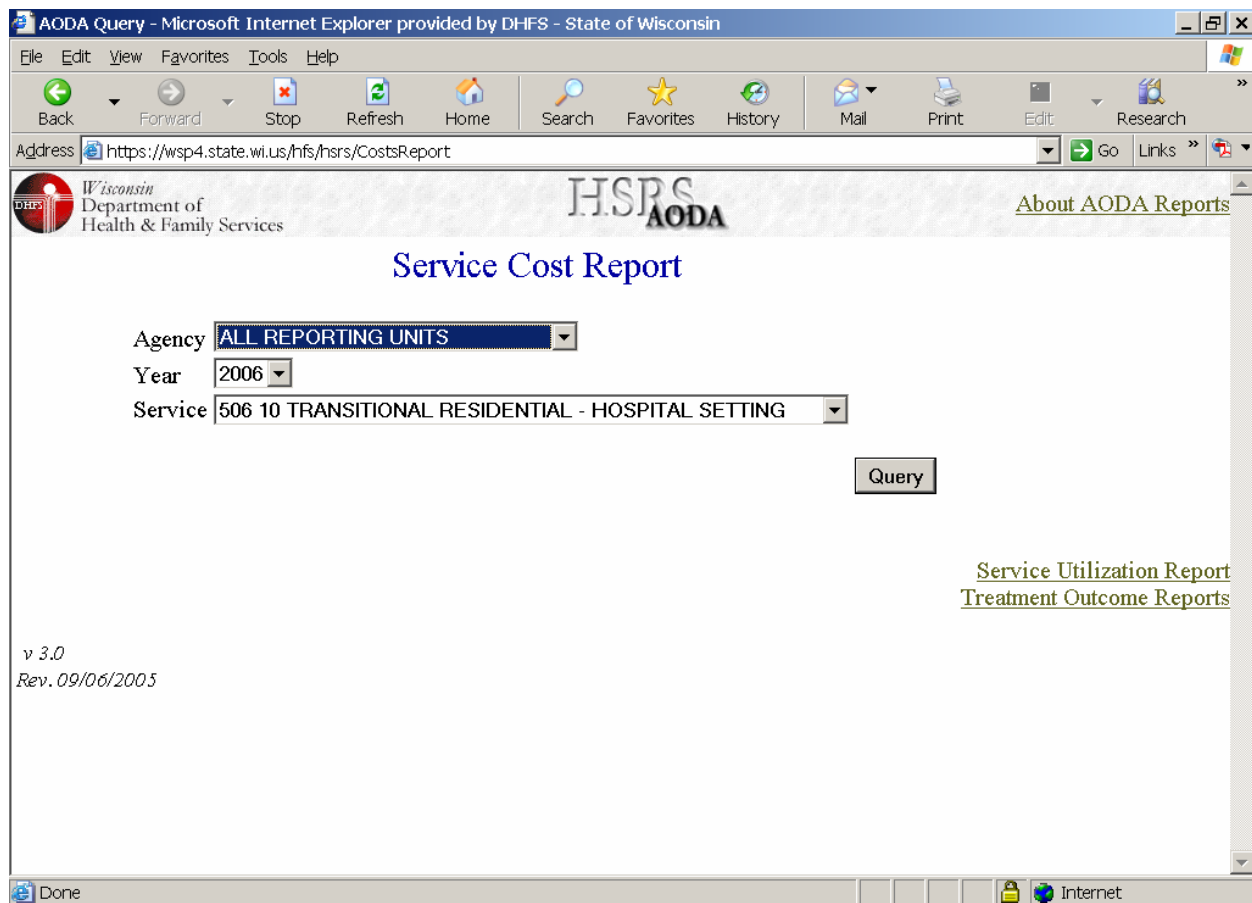 AODA Query - Microsoft Internet Explorer provided by DHFS - State of Wisconsin
File Edit View Favorites Tools Help
Back Forward Stop Refresh Home Search Favorites History Mail Print Edit Research »
Address https://wsp4.state.wi.us/hfs/hsrs/CostsReport Go Links »
DHFS
Wisconsin
Department of
Health & Family Services
HSRS
AODA
About AODA Reports
Service Cost Report
Agency ALL REPORTING UNITS
Year 2006
Service 506 10 TRANSITIONAL RESIDENTIAL - HOSPITAL SETTING
Query
Service Utilization Report
Treatment Outcome Reports
v 3.0
Rev. 09/06/2005
Done Internet